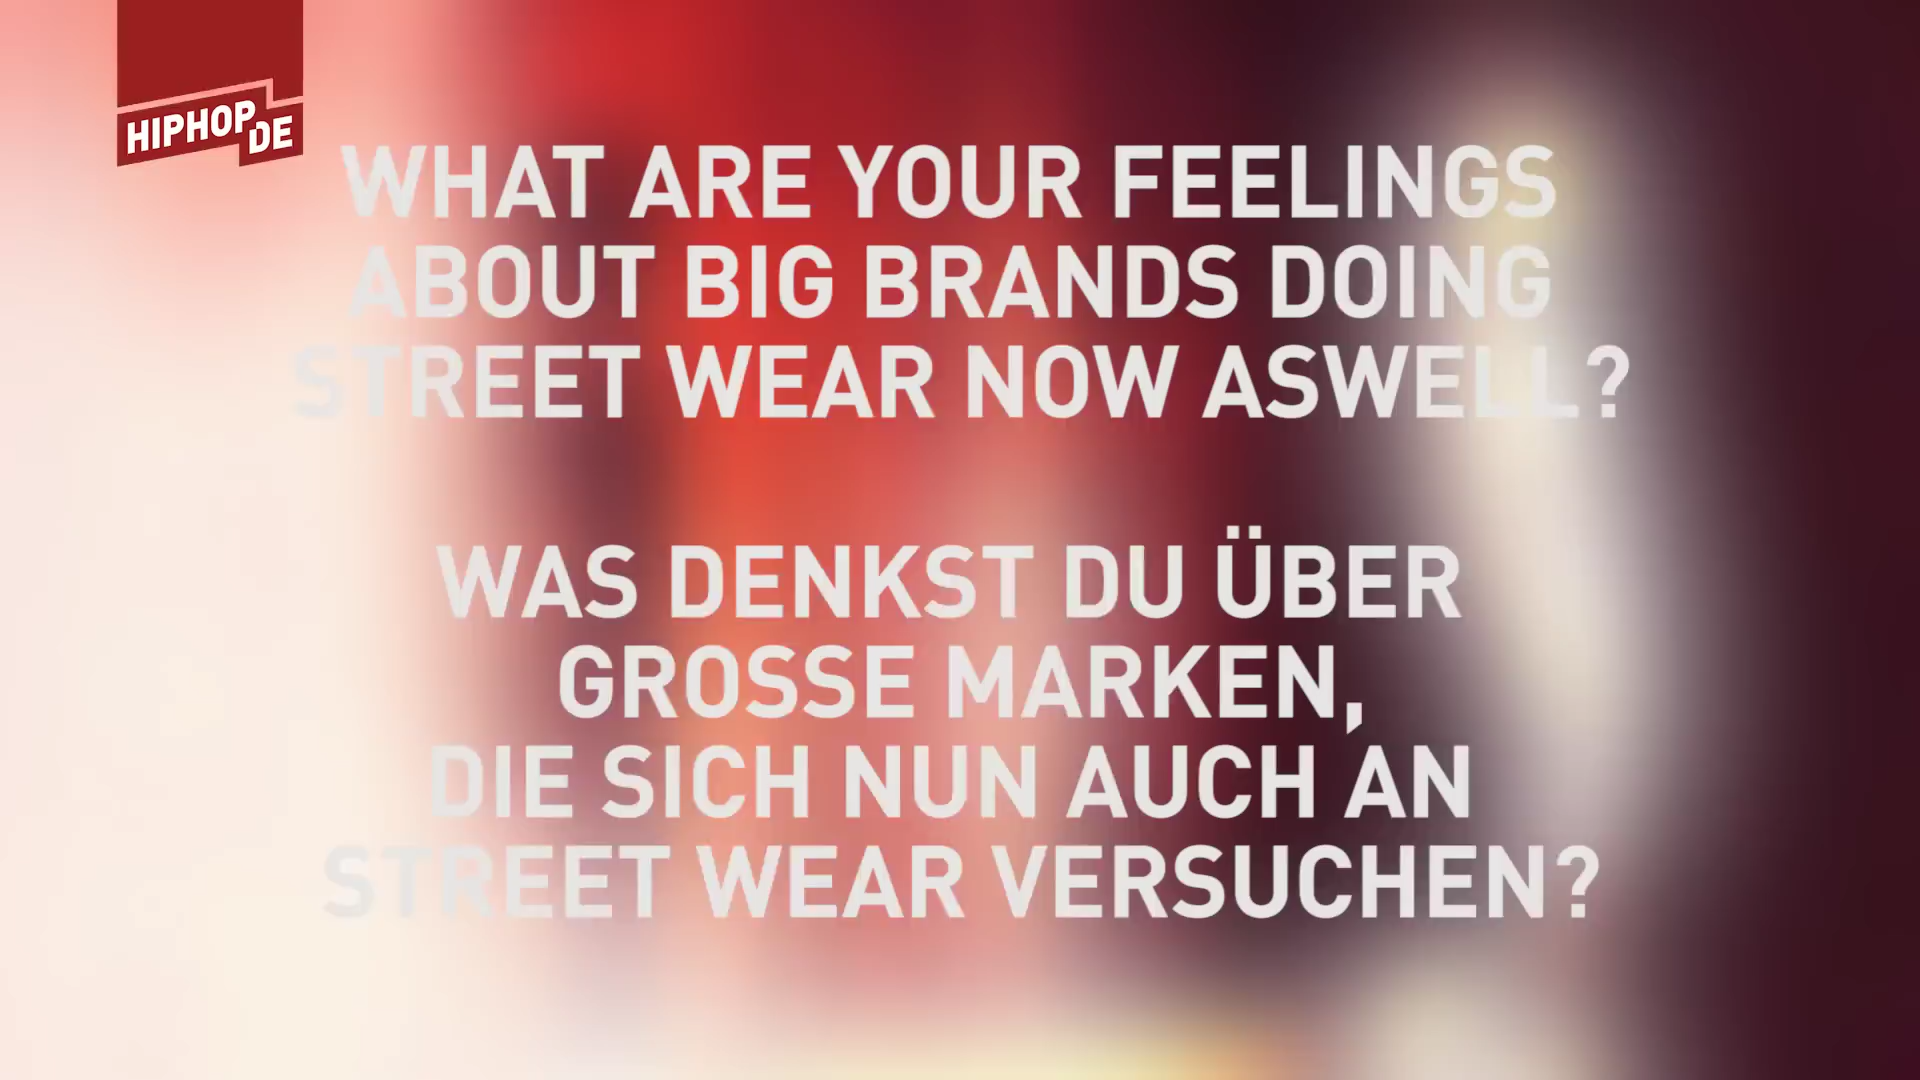 HIPHOP.DE
WHAT ARE YOUR FEELINGS
ABOUT BIG BRANDS DOING
STREET WEAR NOW ASWELL?
WAS DENKST DU ÜBER
GROSSE MARKEN,
DIE SICH NUN AUCH AN
STREET WEAR VERSUCHEN?